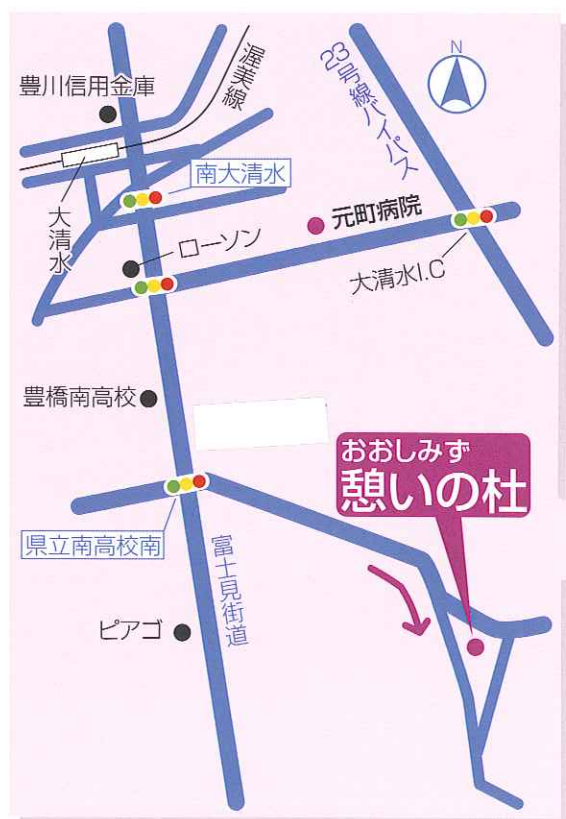 豊川信用金庫
渥美線
23号線バイパス
N
南大清水
大清水
ローソン
元町病院
大清水I.C
豊橋南高校
おおしみず
憩いの杜
県立南高校南
富士見街道
ピアゴ